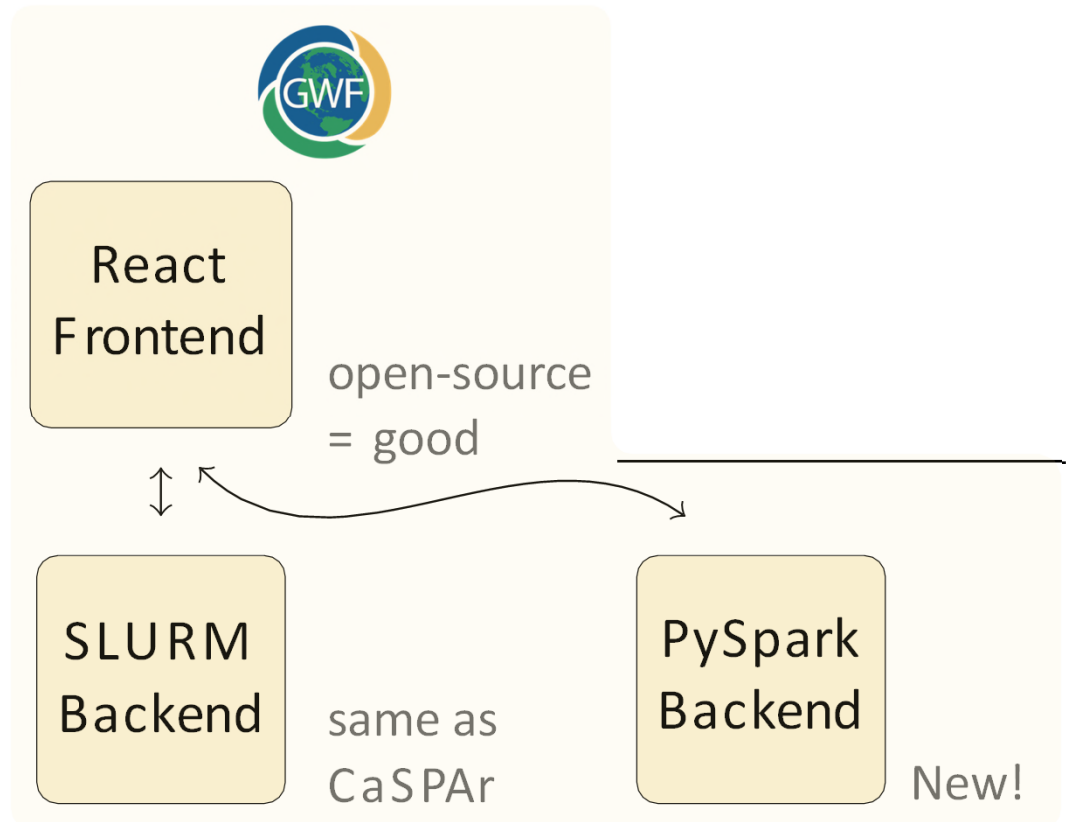 GWF
React
Frontend
open-source
= good
SLURM
Backend
same as
CaSPAr
PySpark
Backend
New!